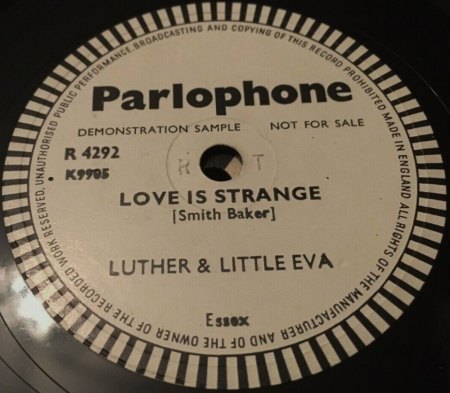 UNAUTHORISED PUBLIC PERFORMANCE, BROADCASTING AND COPYING OF THIS RECORD PROHIBITED MADE IN ENGLAND ALL RIGHTS OF THE MANUFACTURER AND OF THE OWNER OF THE RECORDED WORK RESERVED.
Parlophone
DEMONSTRATION SAMPLE NOT FOR SALE
R 4292
K9905
LOVE IS STRANGE
[Smith Baker]
LUTHER & LITTLE EVA
Essex